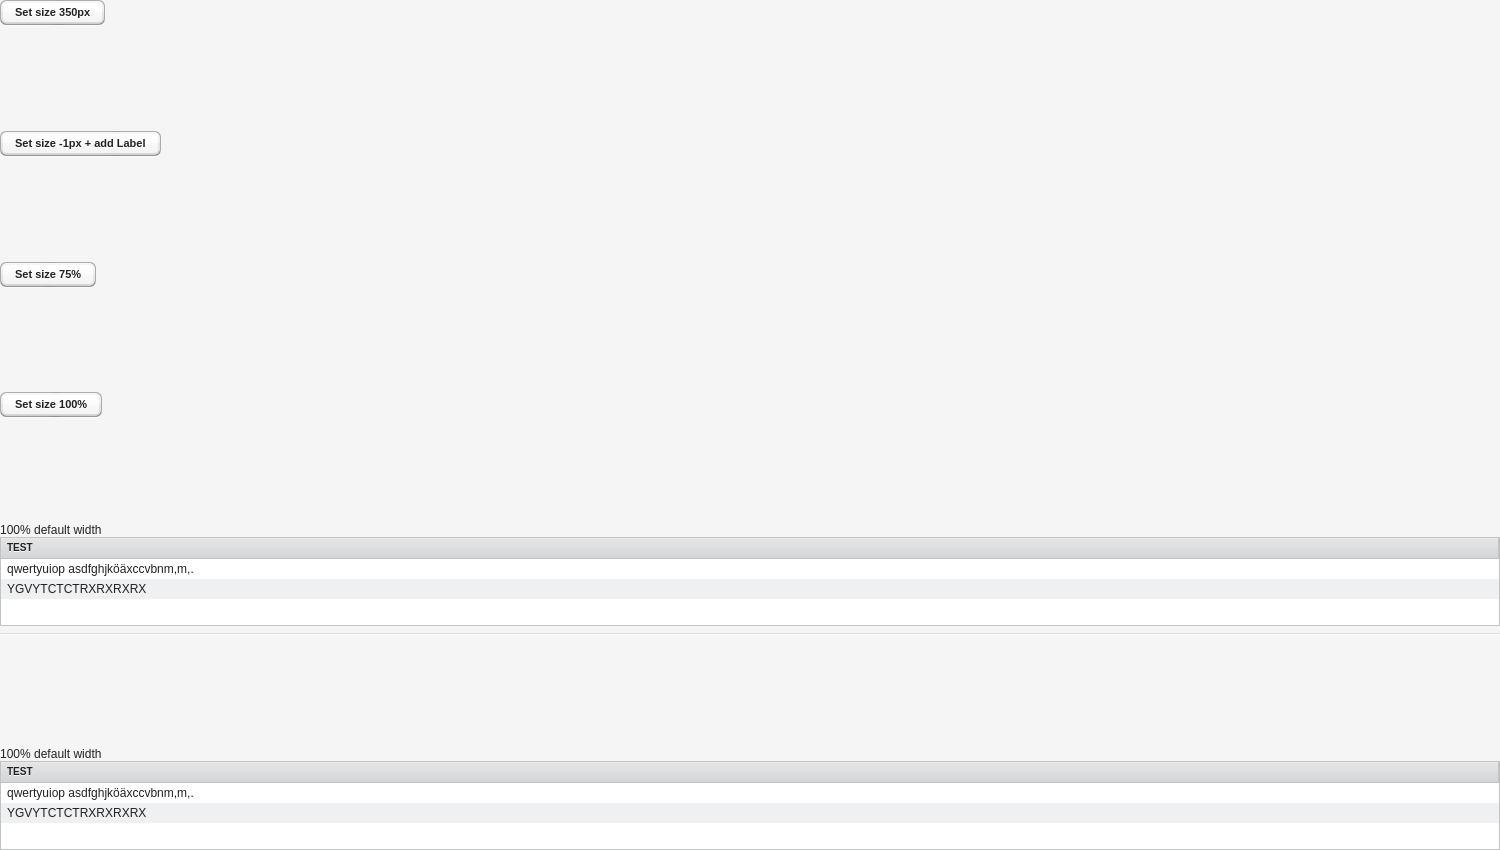 Set size 350px
Set size -1px + add Label
Set size 75%
Set size 100%
100% default width
TEST
qwertyuiop asdfghjköäxccvbnm,m,.
YGVYTCTCTRXRXRXRX
100% default width
TEST
qwertyuiop asdfghjköäxccvbnm,m,.
YGVYTCTCTRXRXRXRX